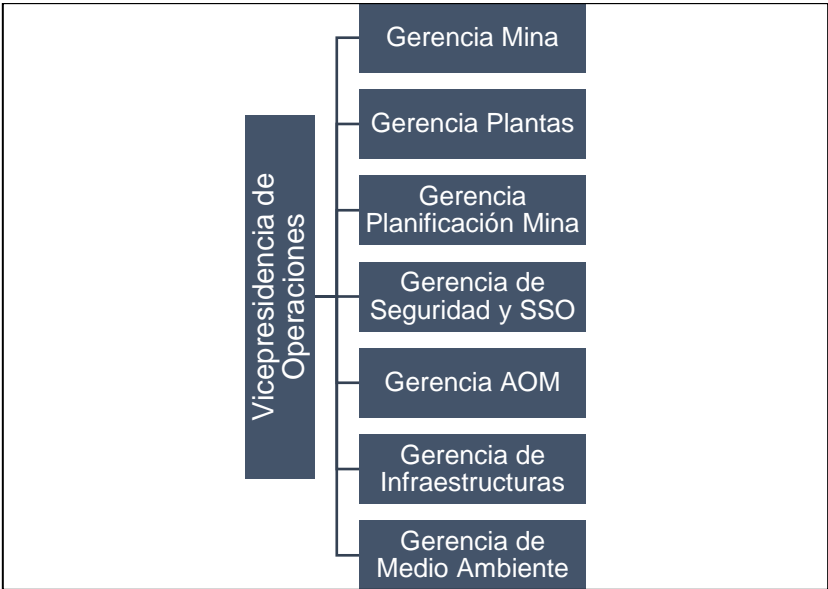 Vicepresidencia de
Operaciones
Gerencia Mina
Gerencia Plantas
Gerencia
Planificación Mina
Gerencia de
Seguridad y SSO
Gerencia AOM
Gerencia de
Infraestructuras
Gerencia de
Medio Ambiente